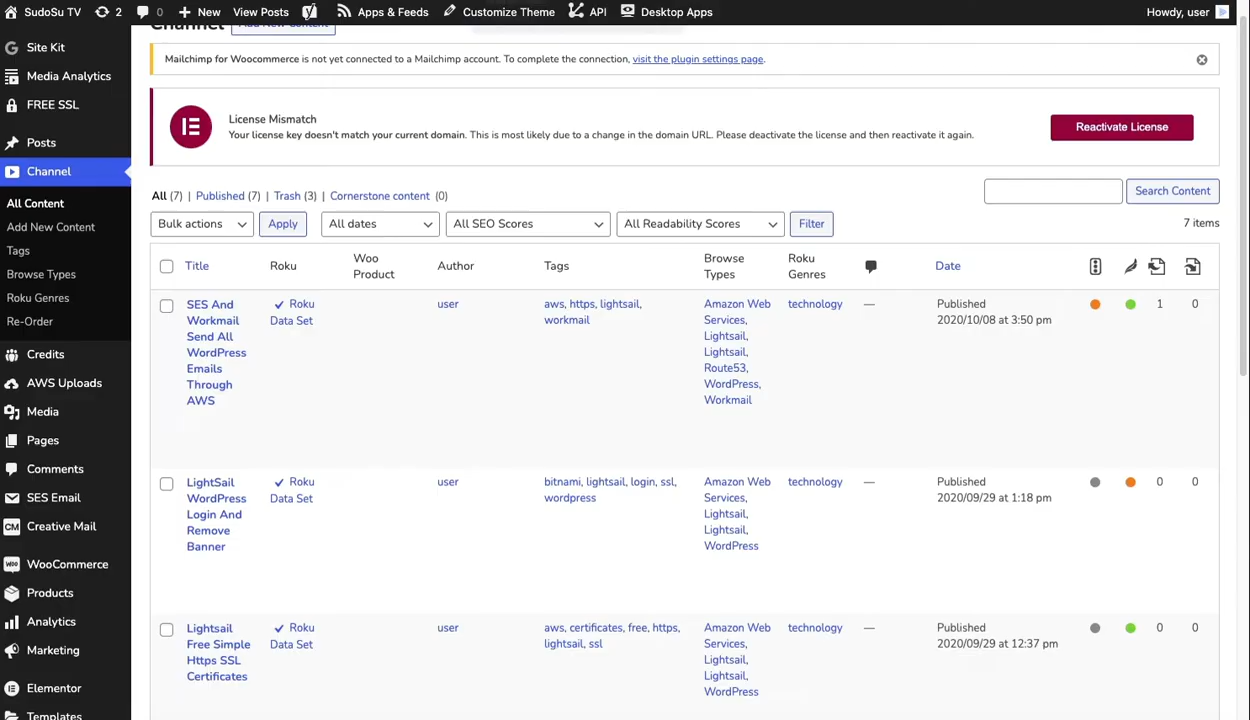 SudoSu TV 2 0 New View Posts Apps & Feeds Customize Theme API Desktop Apps Howdy, user
Site Kit
Media Analytics
FREE SSL
Posts
Channel
All Content
Add New Content
Tags
Browse Types
Roku Genres
Re-Order
Credits
AWS Uploads
Media
Pages
Comments
SES Email
CM Creative Mail
Woo WooCommerce
Products
Analytics
Marketing
Elementor
Templates
Channel Add New Content
Mailchimp for Woocommerce is not yet connected to a Mailchimp account. To complete the connection, visit the plugin settings page.
License Mismatch
Your license key doesn't match your current domain. This is most likely due to a change in the domain URL. Please deactivate the license and then reactivate it again.
Reactivate License
All (7) | Published (7) | Trash (3) | Cornerstone content (0)
Search Content
Bulk actions Apply All dates All SEO Scores All Readability Scores Filter 7 items
Title Roku Woo Product Author Tags Browse Types Roku Genres Date
SES And
Workmail
Send All
WordPress
Emails
Through
AWS
Roku
Data Set
user
aws, https, lightsail,
workmail
Amazon Web
Services,
Lightsail,
Lightsail,
Route53,
WordPress,
Workmail
technology
—
Published
2020/10/08 at 3:50 pm
1 0
LightSail
WordPress
Login And
Remove
Banner
Roku
Data Set
user
bitnami, lightsail, login, ssl,
wordpress
Amazon Web
Services,
Lightsail,
Lightsail,
WordPress
technology
—
Published
2020/09/29 at 1:18 pm
0 0
Lightsail
Free Simple
Https SSL
Certificates
Roku
Data Set
user
aws, certificates, free, https,
lightsail, ssl
Amazon Web
Services,
Lightsail,
Lightsail,
WordPress
technology
—
Published
2020/09/29 at 12:37 pm
0 0